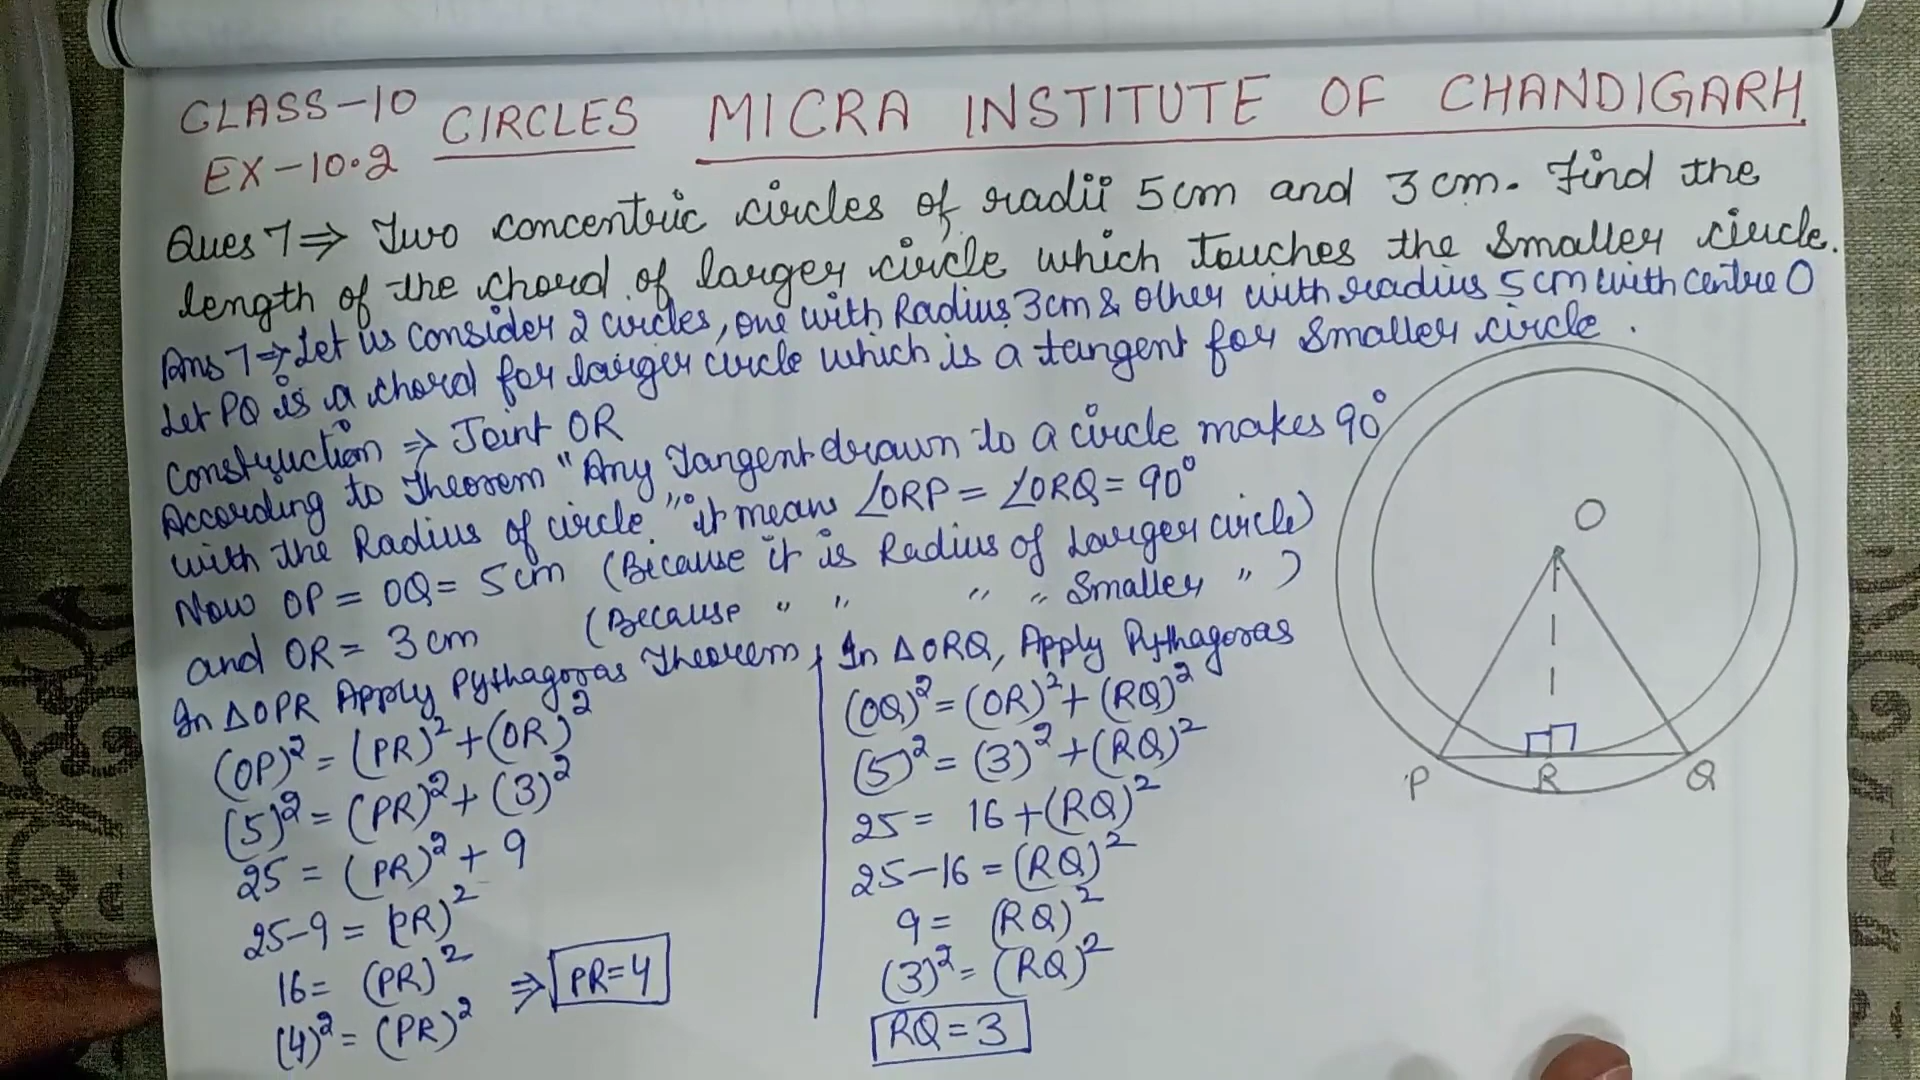 CLASS-10 CIRCLES MICRA INSTITUTE OF CHANDIGARH
EX-10.2
Ques 7⇒ Two concentric circles of radii 5cm and 3cm. Find the
length of the chord of larger circle which touches the smaller circle.
Ans 7⇒ Let us consider 2 circles, one with Radius 3cm & other with radius 5cm with centre O
Let PQ is a chord for larger circle which is a tangent for smaller circle.
Construction ⇒ Joint OR
According to Theorem "Any Tangent drawn to a circle makes 90°
with the Radius of circle." it means ∠ORP = ∠ORQ = 90°
Now OP = OQ = 5cm (Because it is Radius of Larger circle)
and OR = 3cm (Because " " " " Smaller ")
In ΔOPR Apply Pythagoras Theorem,
(OP)² = (PR)² + (OR)²
(5)² = (PR)² + (3)²
25 = (PR)² + 9
25-9 = (PR)²
16 = (PR)²
(4)² = (PR)² ⇒ PR=4
In ΔORQ, Apply Pythagoras
(OQ)² = (OR)² + (RQ)²
(5)² = (3)² + (RQ)²
25 = 16 + (RQ)²
25-16 = (RQ)²
9 = (RQ)²
(3)² = (RQ)²
RQ = 3
O
P R Q